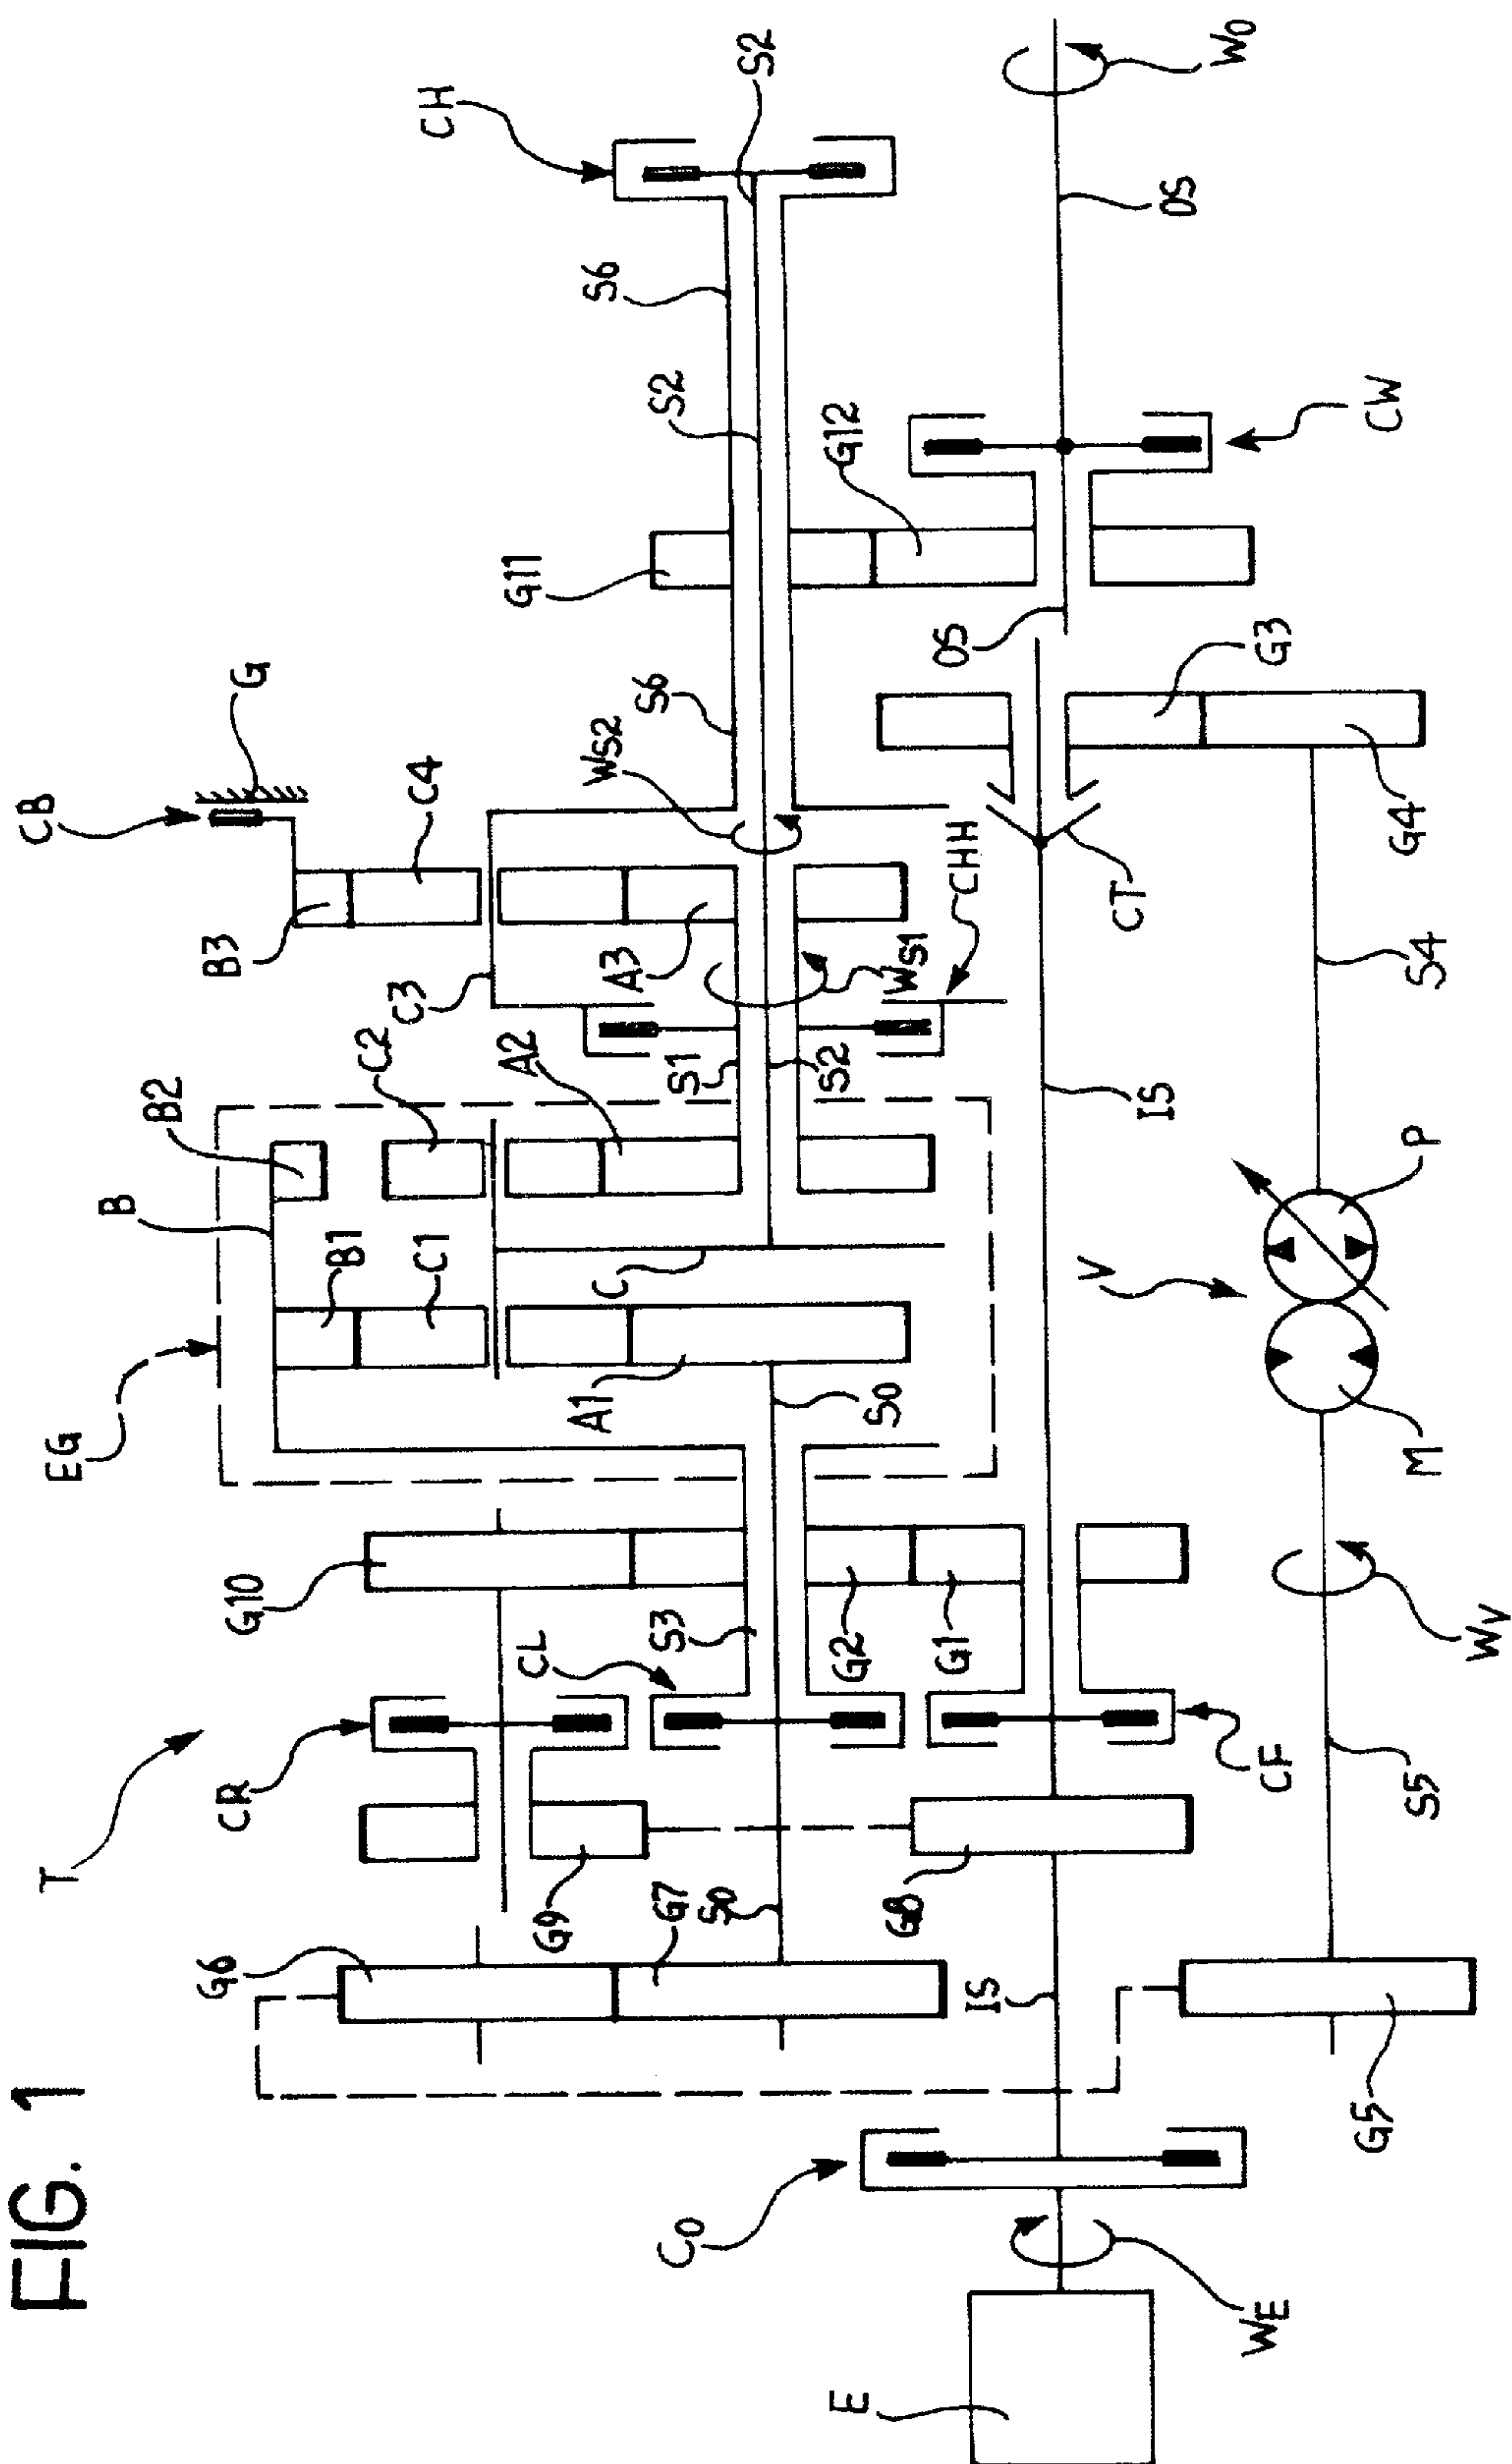 FIG. 1
T
EG
CB
G
B
B2
B3
C4
CH
S2
S6
C2
C3
S6
S2
G11
B1
C1
C
A2
S1
A3
WS2
G10
CR
CL
S3
A1
S0
S2
WS1
CHH
G12
OS
G6
G9
G7
S0
G2
G1
G8
CF
IS
IS
CT
G3
CW
OS
W0
C0
E
WE
G5
S5
WV
M
V
P
S4
G4